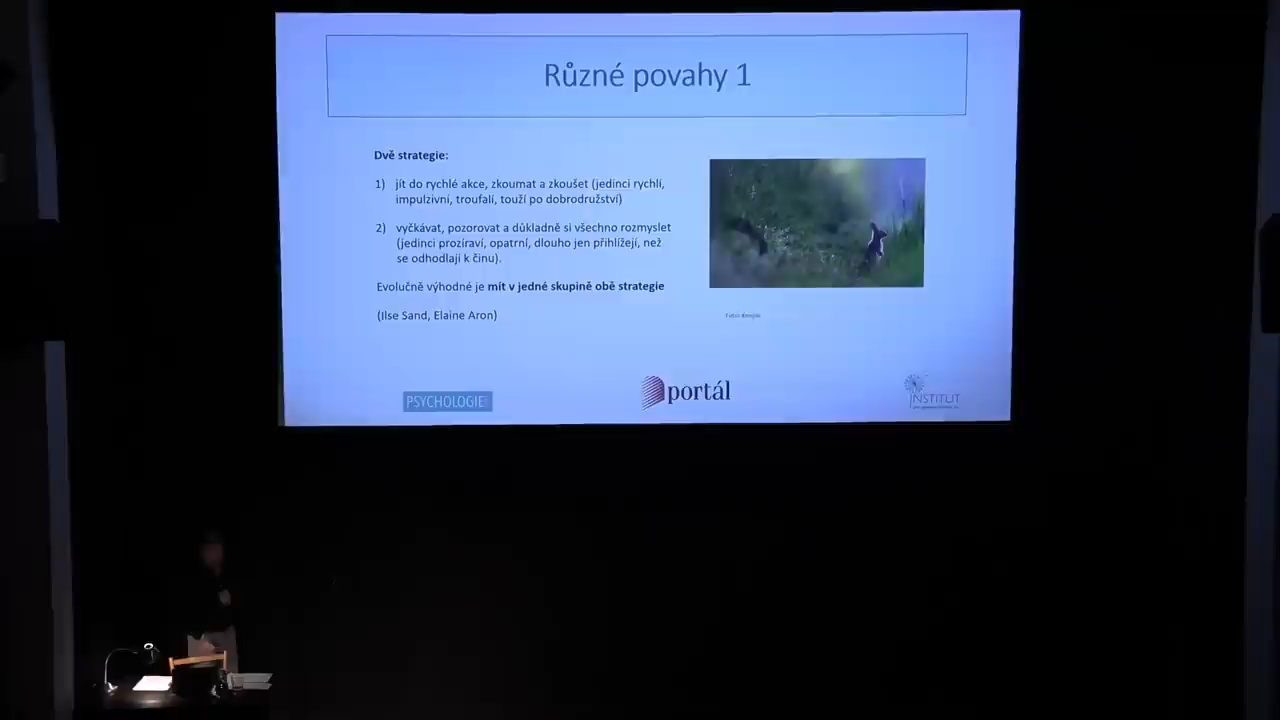 Různé povahy 1
Dvě strategie:
1) jít do rychlé akce, zkoumat a zkoušet (jedinci rychlí,
impulzivní, troufalí, touží po dobrodružství)
2) vyčkávat, pozorovat a důkladně si všechno rozmyslet
(jedinci prozíraví, opatrní, dlouho jen přihlížejí, než
se odhodlají k činu).
Evolučně výhodné je mít v jedné skupině obě strategie
(Ilse Sand, Elaine Aron)
PSYCHOLOGIE
portál
INSTITUT